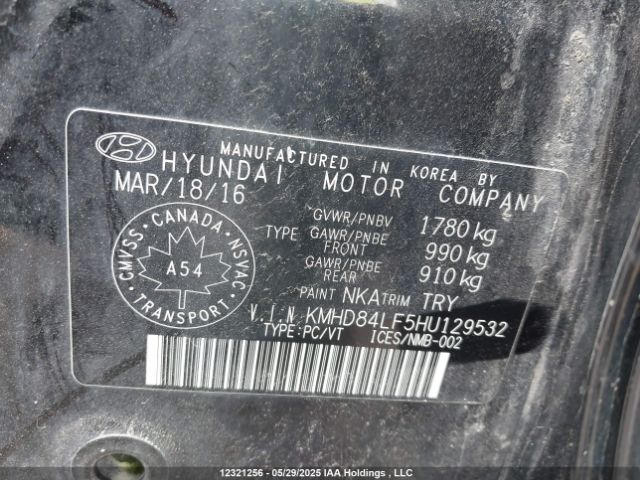 MANUFACTURED IN KOREA BY
HYUNDAI MOTOR COMPANY
MAR/18/16
GVWR/PNBV 1780 kg
TYPE GAWR/PNBE FRONT 990 kg
GAWR/PNBE REAR 910 kg
CMVSS · CANADA · NSVAC
A54
TRANSPORT
PAINT NKA TRIM TRY
V.I.N KMHD84LF5HU129532
TYPE:PC/VT ICES/NMB-002
12321256 - 05/29/2025 IAA Holdings , LLC